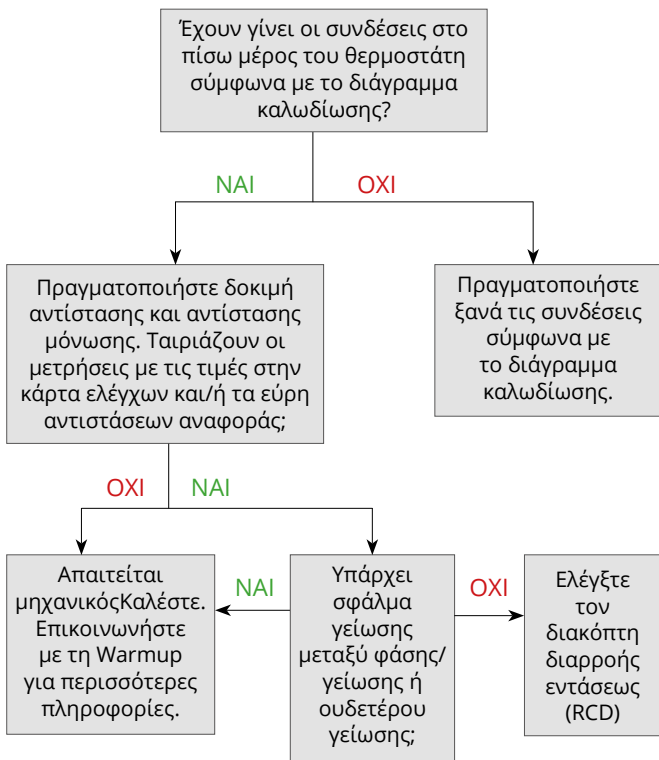 Έχουν γίνει οι συνδέσεις στο
πίσω μέρος του θερμοστάτη
σύμφωνα με το διάγραμμα
καλωδίωσης?
ΝΑΙ
ΟΧΙ
Πραγματοποιήστε δοκιμή
αντίστασης και αντίστασης
μόνωσης. Ταιριάζουν οι
μετρήσεις με τις τιμές στην
κάρτα ελέγχων και/ή τα εύρη
αντιστάσεων αναφοράς;
Πραγματοποιήστε
ξανά τις συνδέσεις
σύμφωνα με
το διάγραμμα
καλωδίωσης.
ΟΧΙ
ΝΑΙ
Απαιτείται
μηχανικόςΚαλέστε.
Επικοινωνήστε
με τη Warmup
για περισσότερες
πληροφορίες.
ΝΑΙ
Υπάρχει
σφάλμα
γείωσης
μεταξύ φάσης/
γείωσης ή
ουδετέρου
γείωσης;
ΟΧΙ
Ελέγξτε
τον
διακόπτη
διαρροής
εντάσεως
(RCD)